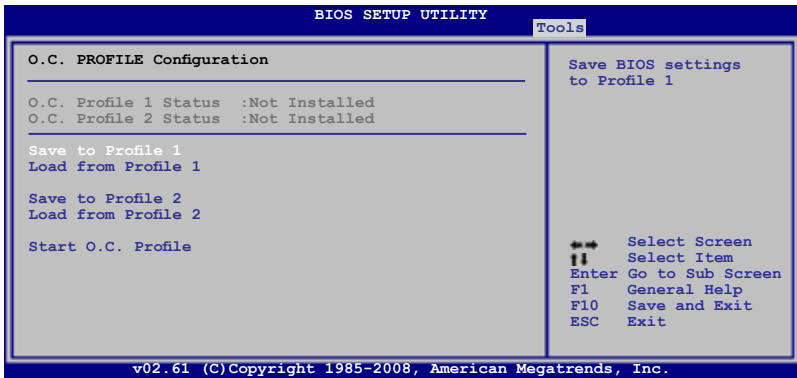 BIOS SETUP UTILITY
Tools
O.C. PROFILE Configuration
O.C. Profile 1 Status :Not Installed
O.C. Profile 2 Status :Not Installed
Save to Profile 1
Load from Profile 1
Save to Profile 2
Load from Profile 2
Start O.C. Profile
Save BIOS settings
to Profile 1
Select Screen
Select Item
Enter Go to Sub Screen
F1 General Help
F10 Save and Exit
ESC Exit
v02.61 (C)Copyright 1985-2008, American Megatrends, Inc.